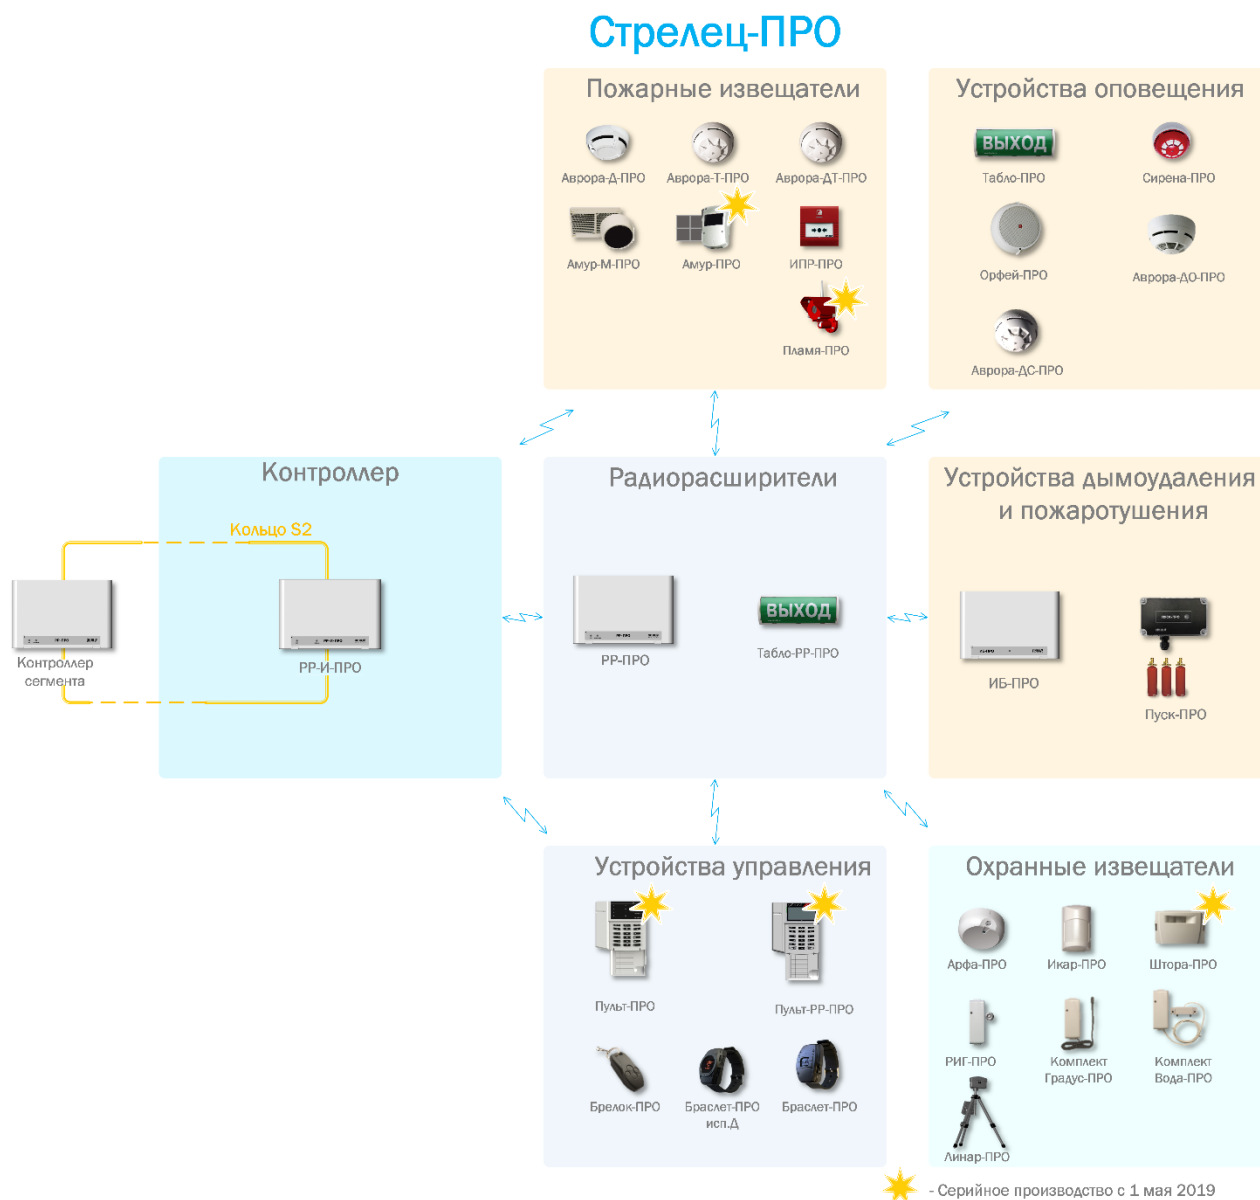 Стрелец-ПРО
Пожарные извещатели
Аврора-Д-ПРО
Аврора-Т-ПРО
Аврора-ДТ-ПРО
Амур-М-ПРО
Амур-ПРО
ИПР-ПРО
Пламя-ПРО
Устройства оповещения
ВЫХОД
Табло-ПРО
Сирена-ПРО
Орфей-ПРО
Аврора-ДО-ПРО
Аврора-ДС-ПРО
Контроллер
Кольцо S2
Контроллер
сегмента
РР-И-ПРО
Радиорасширители
РР-ПРО
ВЫХОД
Табло-РР-ПРО
Устройства дымоудаления
и пожаротушения
ИБ-ПРО
Пуск-ПРО
Устройства управления
Пульт-ПРО
Пульт-РР-ПРО
Брелок-ПРО
Браслет-ПРО
исп.Д
Браслет-ПРО
Охранные извещатели
Арфа-ПРО
Икар-ПРО
Штора-ПРО
РИГ-ПРО
Комплект
Градус-ПРО
Комплект
Вода-ПРО
Линар-ПРО
- Серийное производство с 1 мая 2019